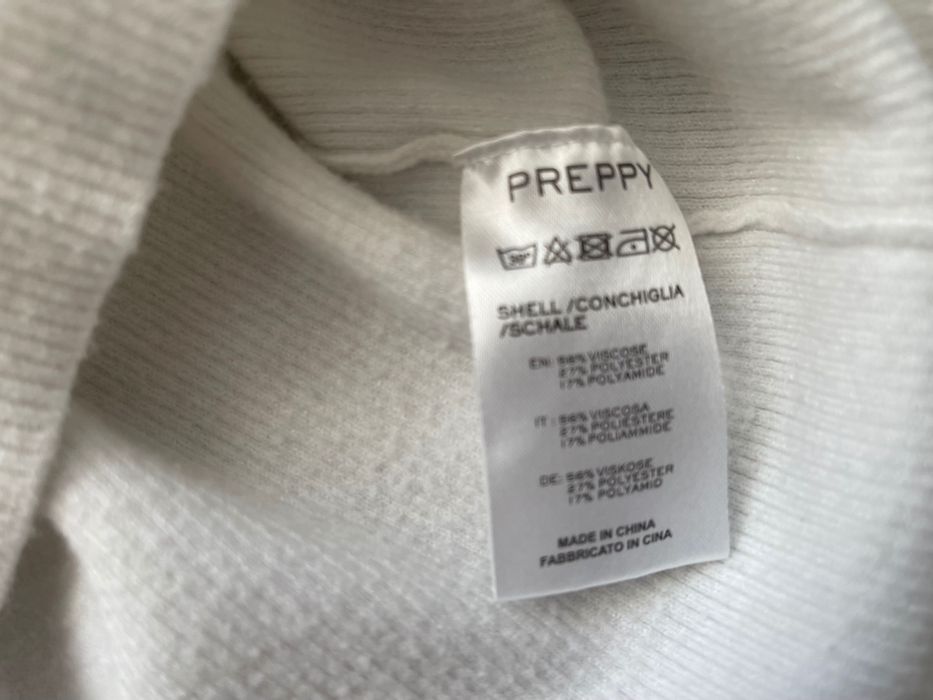 PREPPY
30°
SHELL /CONCHIGLIA
/SCHALE
EN: 56% VISCOSE
27% POLYESTER
17% POLYAMIDE
IT: 56% VISCOSA
27% POLIESTERE
17% POLIAMMIDE
DE: 56% VISKOSE
27% POLYESTER
17% POLYAMID
MADE IN CHINA
FABBRICATO IN CINA